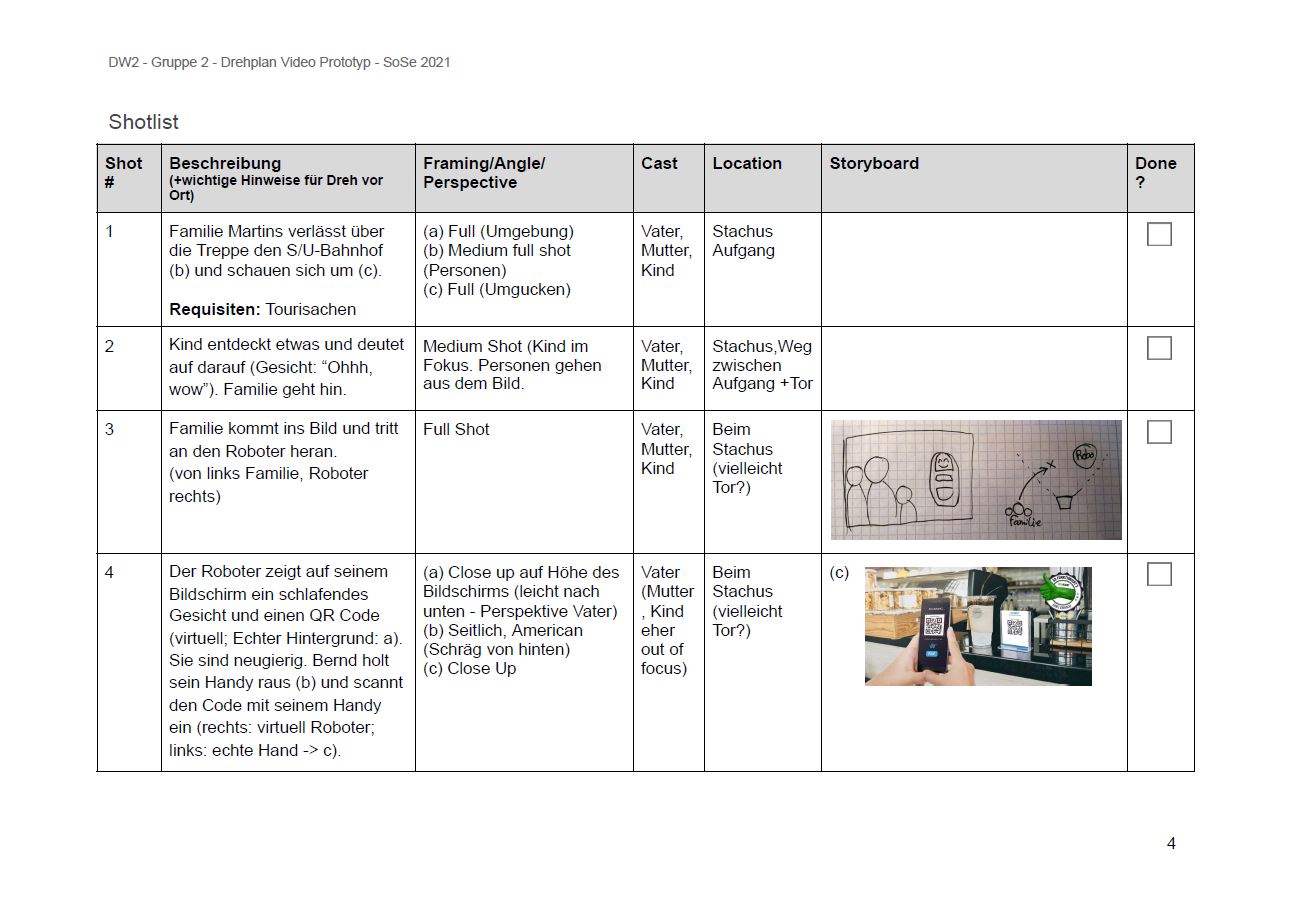 DW2 - Gruppe 2 - Drehplan Video Prototyp - SoSe 2021
Shotlist
Shot
#
Beschreibung
(+wichtige Hinweise für Dreh vor
Ort)
Framing/Angle/
Perspective
Cast
Location
Storyboard
Done
?
1
Familie Martins verlässt über
die Treppe den S/U-Bahnhof
(b) und schauen sich um (c).
Requisiten: Tourisachen
(a) Full (Umgebung)
(b) Medium full shot
(Personen)
(c) Full (Umgucken)
Vater,
Mutter,
Kind
Stachus
Aufgang
2
Kind entdeckt etwas und deutet
auf darauf (Gesicht: “Ohhh,
wow”). Familie geht hin.
Medium Shot (Kind im
Fokus. Personen gehen
aus dem Bild.
Vater,
Mutter,
Kind
Stachus,Weg
zwischen
Aufgang +Tor
3
Familie kommt ins Bild und tritt
an den Roboter heran.
(von links Familie, Roboter
rechts)
Full Shot
Vater,
Mutter,
Kind
Beim
Stachus
(vielleicht
Tor?)
Robo
Familie
4
Der Roboter zeigt auf seinem
Bildschirm ein schlafendes
Gesicht und einen QR Code
(virtuell; Echter Hintergrund: a).
Sie sind neugierig. Bernd holt
sein Handy raus (b) und scannt
den Code mit seinem Handy
ein (rechts: virtuell Roboter;
links: echte Hand -> c).
(a) Close up auf Höhe des
Bildschirms (leicht nach
unten - Perspektive Vater)
(b) Seitlich, American
(Schräg von hinten)
(c) Close Up
Vater
(Mutter
, Kind
eher
out of
focus)
Beim
Stachus
(vielleicht
Tor?)
(c)
4